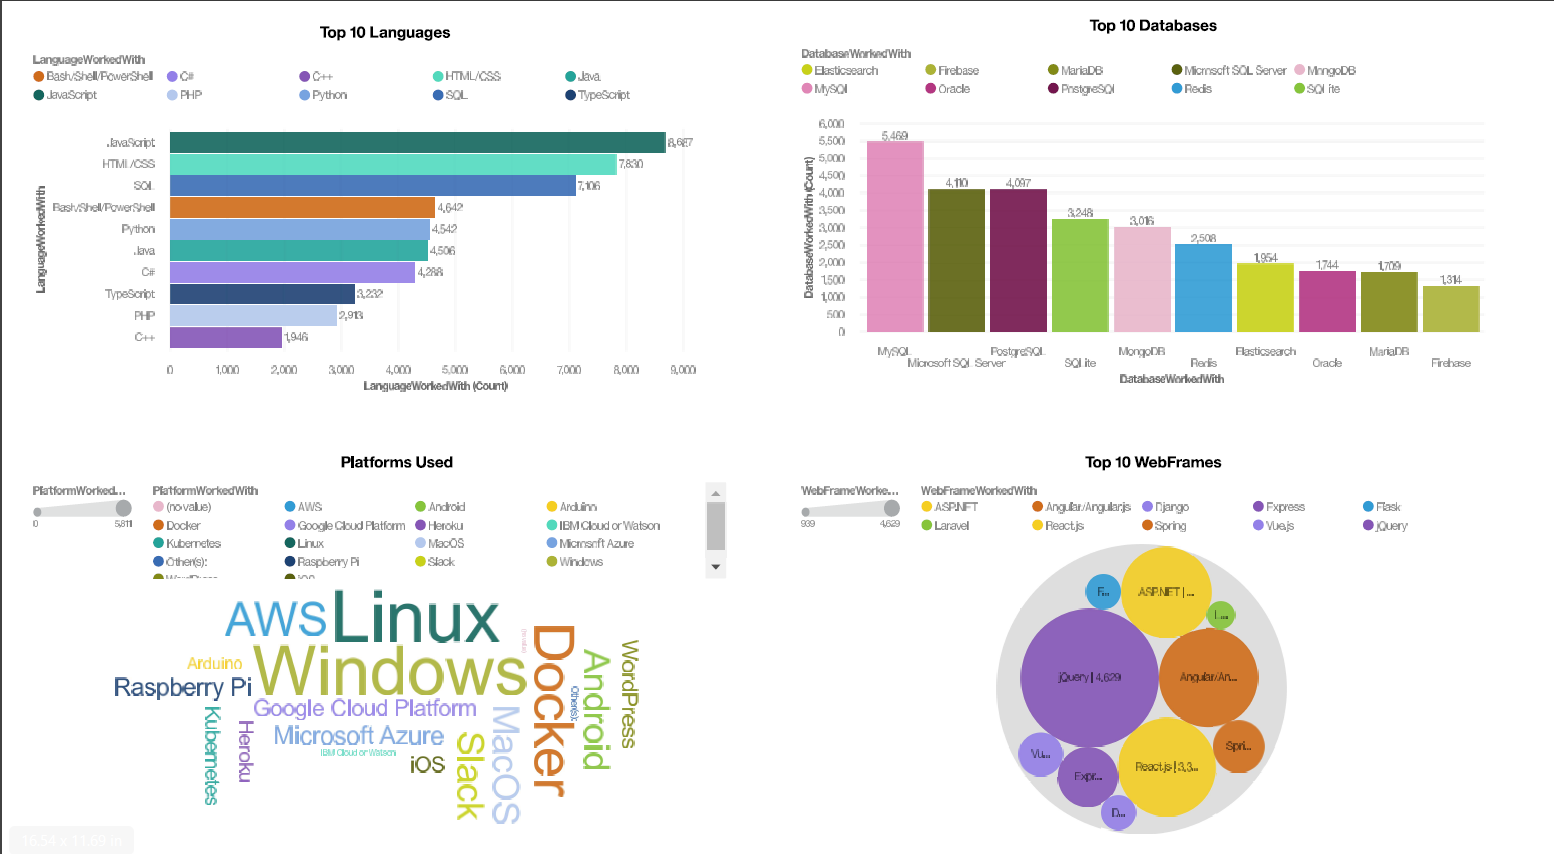 Top 10 Languages
LanguageWorkedWith
Bash/Shell/PowerShell C# C++ HTML/CSS Java
JavaScript PHP Python SQL TypeScript
JavaScript 8,687
HTML/CSS 7,830
SQL 7,106
Bash/Shell/PowerShell 4,642
Python 4,542
Java 4,506
C# 4,288
TypeScript 3,232
PHP 2,913
C++ 1,946
LanguageWorkedWith
0 1,000 2,000 3,000 4,000 5,000 6,000 7,000 8,000 9,000
LanguageWorkedWith (Count)
Top 10 Databases
DatabaseWorkedWith
Elasticsearch Firebase MariaDB Microsoft SQL Server MongoDB
MySQL Oracle PostgreSQL Redis SQLite
DatabaseWorkedWith (Count)
6,000
5,500
5,000
4,500
4,000
3,500
3,000
2,500
2,000
1,500
1,000
500
0
5,469 4,110 4,097 3,248 3,016 2,508 1,954 1,744 1,709 1,314
MySQL PostgreSQL MongoDB Elasticsearch MariaDB
Microsoft SQL Server SQLite Redis Oracle Firebase
DatabaseWorkedWith
Platforms Used
PlatformWorked...
0 5,811
PlatformWorkedWith
(no value) AWS Android Arduino
Docker Google Cloud Platform Heroku IBM Cloud or Watson
Kubernetes Linux MacOS Microsoft Azure
Other(s): Raspberry Pi Slack Windows
WordPress iOS
AWS
Linux
Arduino
Windows
Raspberry Pi
Google Cloud Platform
Microsoft Azure
IBM Cloud or Watson
iOS
Kubernetes
Heroku
Slack
MacOS
(no value)
Docker
Other(s):
Android
WordPress
Top 10 WebFrames
WebFrameWorke...
939 4,629
WebFrameWorkedWith
ASP.NET Angular/Angular.js Django Express Flask
Laravel React.js Spring Vue.js jQuery
F...
ASP.NET | ...
L...
jQuery | 4,629
Angular/An...
Vu...
Expr...
React.js | 3,3...
Spri...
D...
16.54 x 11.69 in